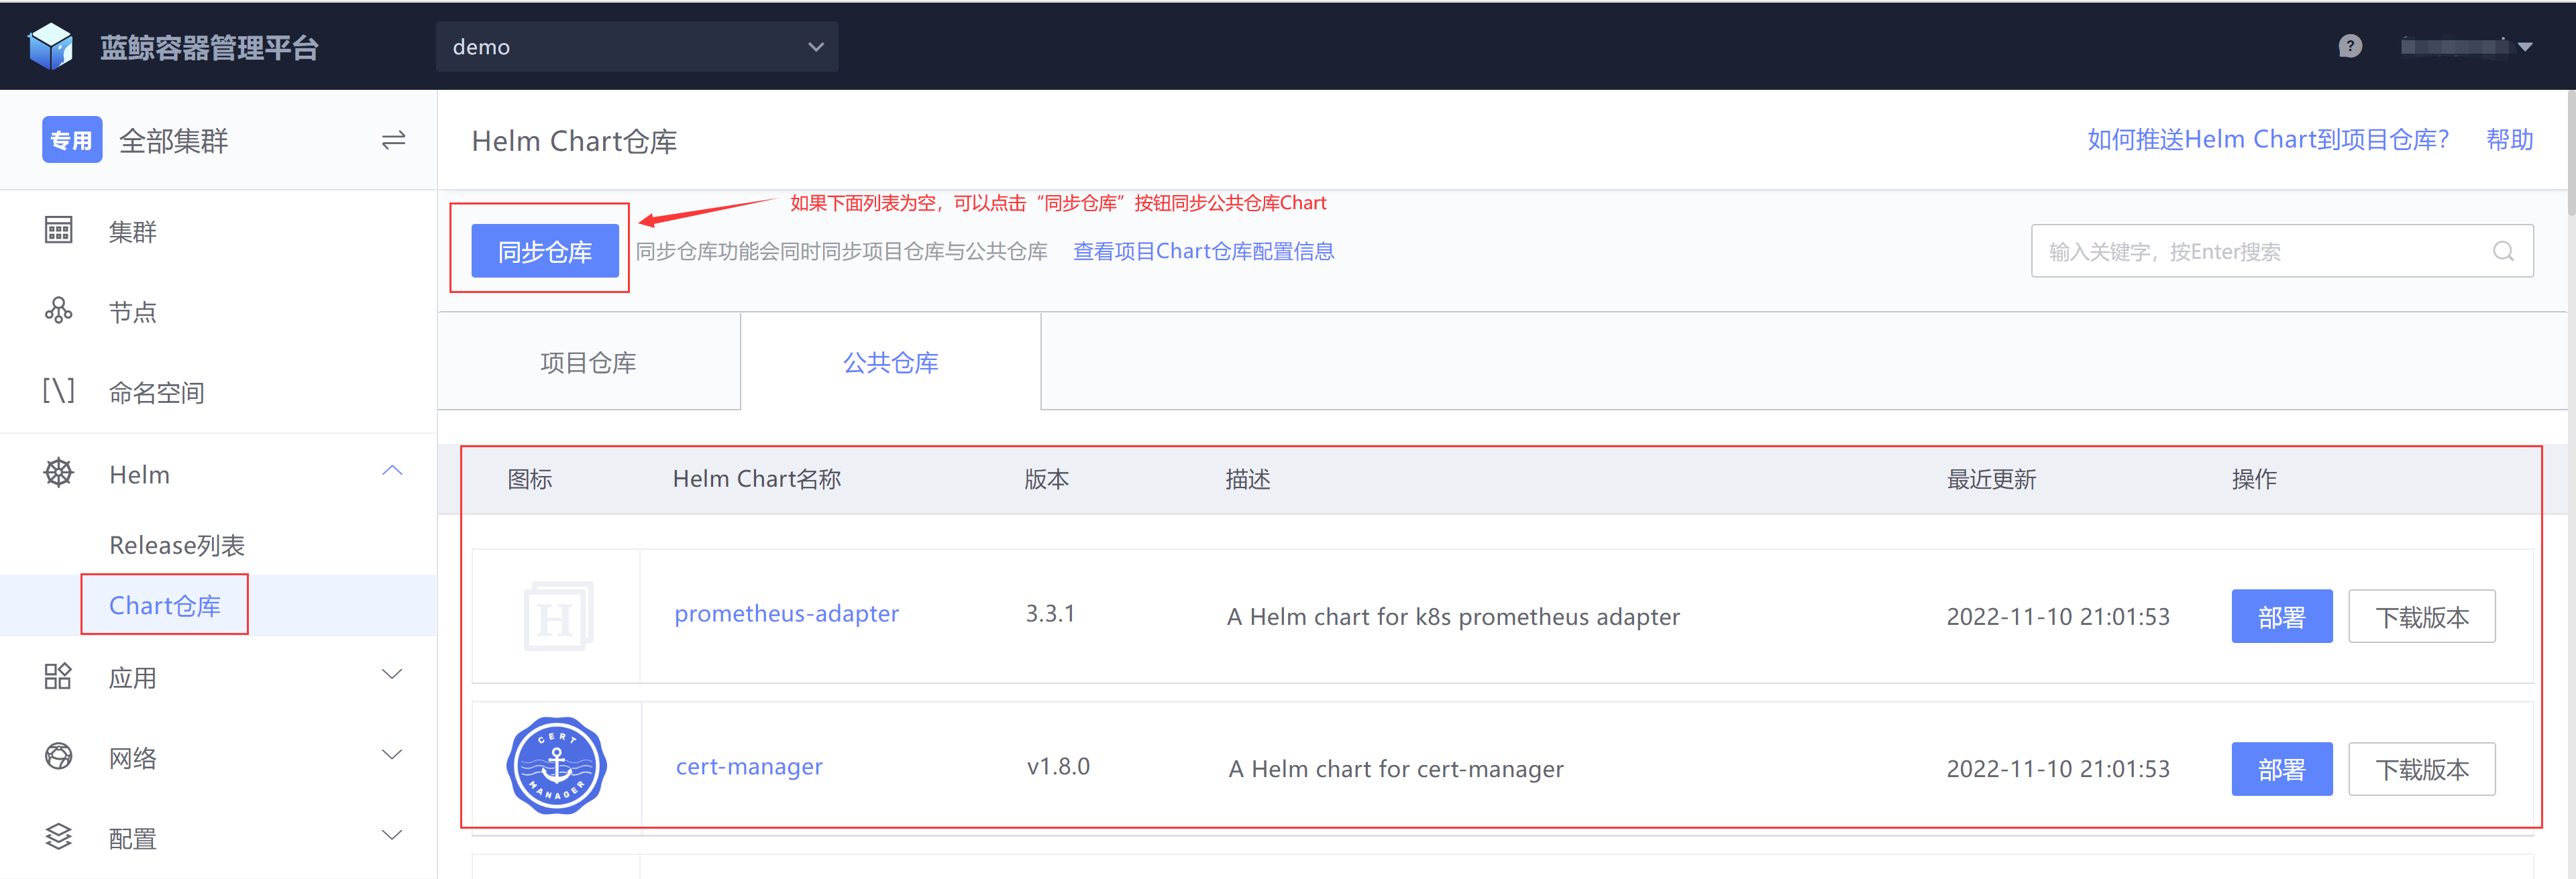 蓝鲸容器管理平台
demo
专用 全部集群
集群
节点
命名空间
Helm
Release列表
Chart仓库
应用
网络
配置
Helm Chart仓库
如何推送Helm Chart到项目仓库?
帮助
如果下面列表为空，可以点击“同步仓库”按钮同步公共仓库Chart
同步仓库 同步仓库功能会同时同步项目仓库与公共仓库 查看项目Chart仓库配置信息
输入关键字，按Enter搜索
项目仓库 公共仓库
图标 Helm Chart名称 版本 描述 最近更新 操作
H prometheus-adapter 3.3.1 A Helm chart for k8s prometheus adapter 2022-11-10 21:01:53 部署 下载版本
CERT MANAGER cert-manager v1.8.0 A Helm chart for cert-manager 2022-11-10 21:01:53 部署 下载版本